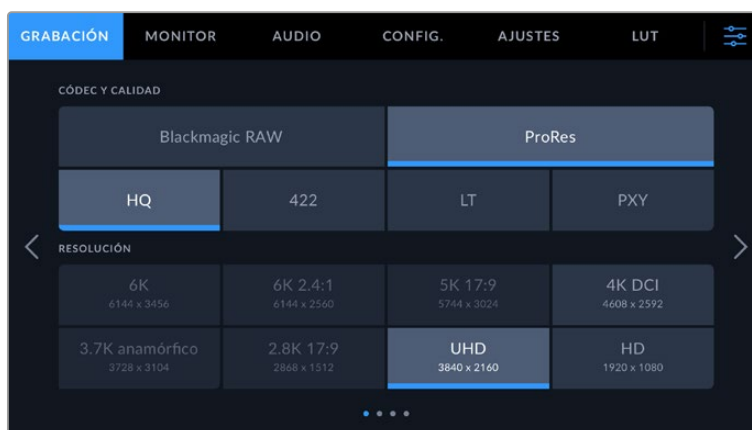 GRABACIÓN MONITOR AUDIO CONFIG. AJUSTES LUT
CÓDEC Y CALIDAD
Blackmagic RAW ProRes
HQ 422 LT PXY
RESOLUCIÓN
6K 6K 2.4:1 5K 17:9 4K DCI
6144 x 3456 6144 x 2560 5744 x 3024 4608 x 2592
3.7K anamórfico 2.8K 17:9 UHD HD
3728 x 3104 2868 x 1512 3840 x 2160 1920 x 1080